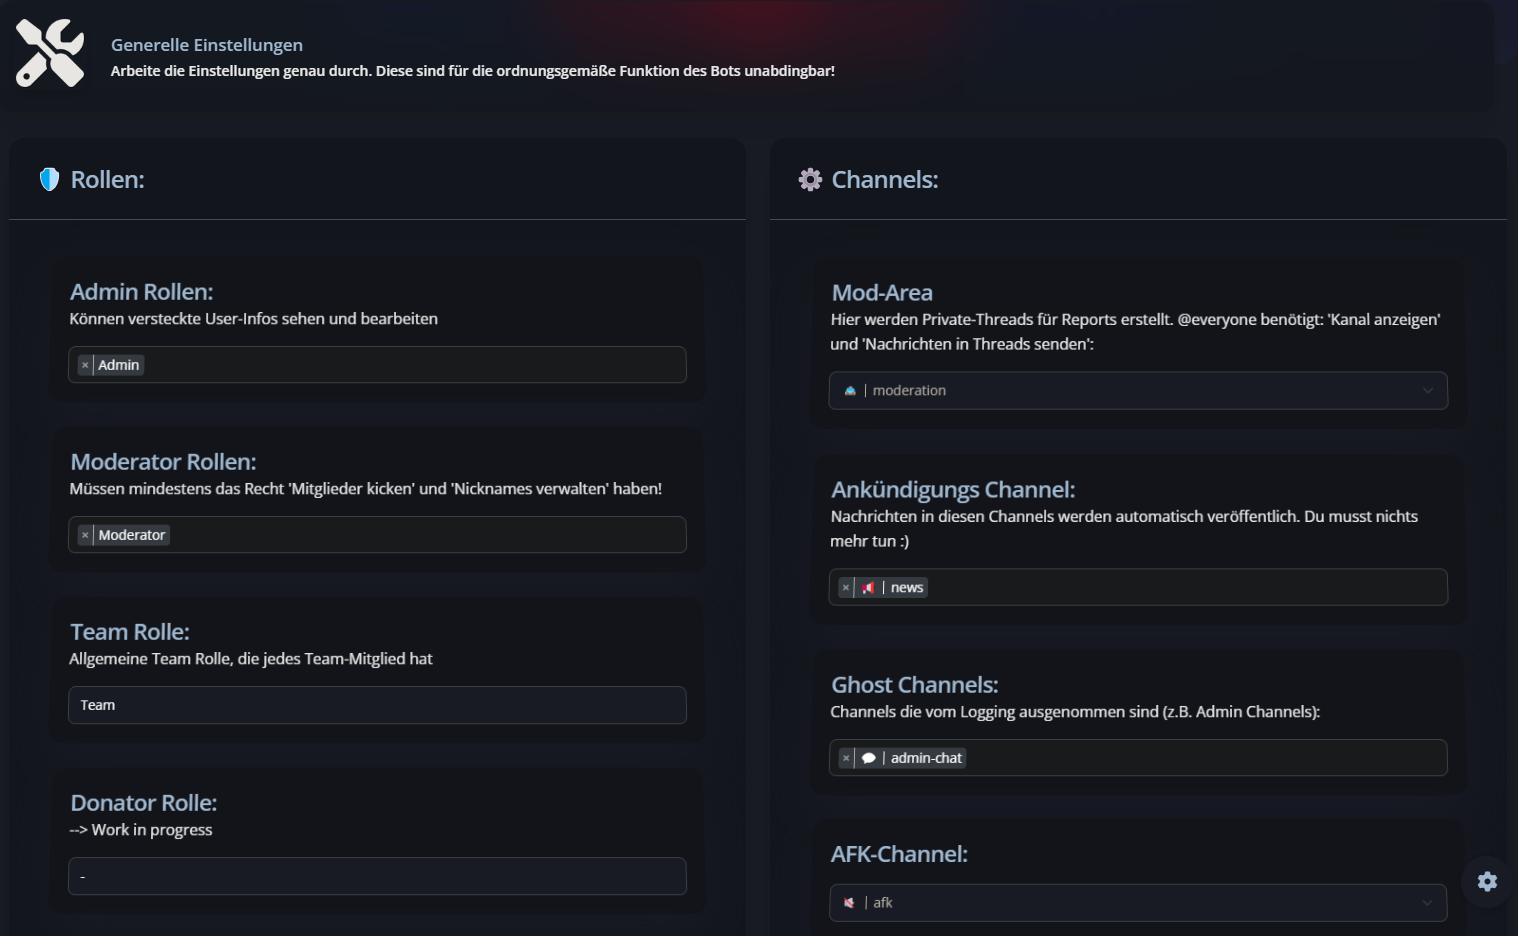 Generelle Einstellungen
Arbeite die Einstellungen genau durch. Diese sind für die ordnungsgemäße Funktion des Bots unabdingbar!
Rollen:
Admin Rollen:
Können versteckte User-Infos sehen und bearbeiten
× Admin
Moderator Rollen:
Müssen mindestens das Recht 'Mitglieder kicken' und 'Nicknames verwalten' haben!
× Moderator
Team Rolle:
Allgemeine Team Rolle, die jedes Team-Mitglied hat
Team
Donator Rolle:
--> Work in progress
-
Channels:
Mod-Area
Hier werden Private-Threads für Reports erstellt. @everyone benötigt: 'Kanal anzeigen'
und 'Nachrichten in Threads senden':
| moderation
Ankündigungs Channel:
Nachrichten in diesen Channels werden automatisch veröffentlich. Du musst nichts
mehr tun :)
× | news
Ghost Channels:
Channels die vom Logging ausgenommen sind (z.B. Admin Channels):
× | admin-chat
AFK-Channel:
| afk